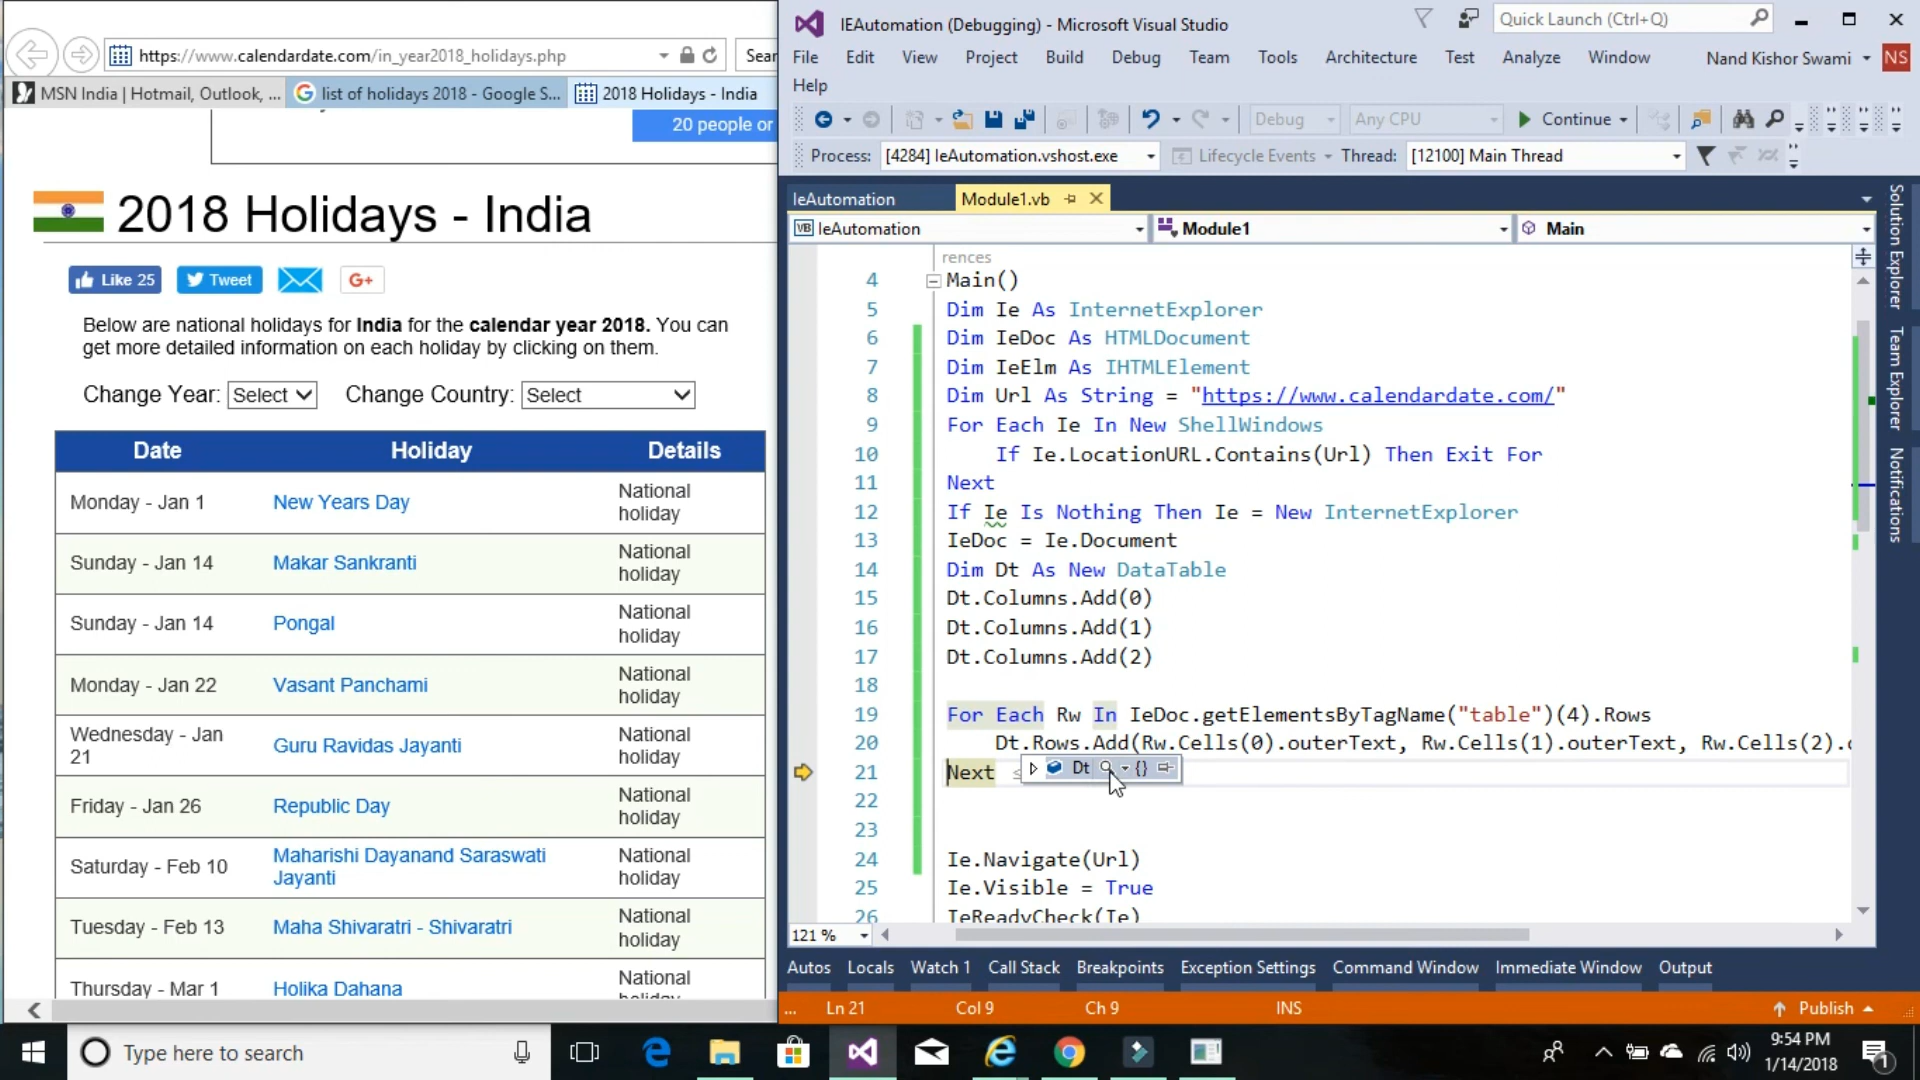 https://www.calendardate.com/in_year2018_holidays.php
Sear
MSN India | Hotmail, Outlook, ...
list of holidays 2018 - Google S...
2018 Holidays - India
20 people or
2018 Holidays - India
Like 25
Tweet
G+
Below are national holidays for India for the calendar year 2018. You can
get more detailed information on each holiday by clicking on them.
Change Year: Select
Change Country: Select
Date Holiday Details
Monday - Jan 1 New Years Day National holiday
Sunday - Jan 14 Makar Sankranti National holiday
Sunday - Jan 14 Pongal National holiday
Monday - Jan 22 Vasant Panchami National holiday
Wednesday - Jan 21 Guru Ravidas Jayanti National holiday
Friday - Jan 26 Republic Day National holiday
Saturday - Feb 10 Maharishi Dayanand Saraswati Jayanti National holiday
Tuesday - Feb 13 Maha Shivaratri - Shivaratri National holiday
Thursday - Mar 1 Holika Dahana National holiday
IEAutomation (Debugging) - Microsoft Visual Studio
Quick Launch (Ctrl+Q)
File Edit View Project Build Debug Team Tools Architecture Test Analyze Window
Nand Kishor Swami NS
Help
Debug Any CPU Continue
Process: [4284] IeAutomation.vshost.exe Lifecycle Events Thread: [12100] Main Thread
IeAutomation Module1.vb
VB IeAutomation Module1 Main
rences
4 Main()
5 Dim Ie As InternetExplorer
6 Dim IeDoc As HTMLDocument
7 Dim IeElm As IHTMLElement
8 Dim Url As String = "https://www.calendardate.com/"
9 For Each Ie In New ShellWindows
10 If Ie.LocationURL.Contains(Url) Then Exit For
11 Next
12 If Ie Is Nothing Then Ie = New InternetExplorer
13 IeDoc = Ie.Document
14 Dim Dt As New DataTable
15 Dt.Columns.Add(0)
16 Dt.Columns.Add(1)
17 Dt.Columns.Add(2)
18
19 For Each Rw In IeDoc.getElementsByTagName("table")(4).Rows
20 Dt.Rows.Add(Rw.Cells(0).outerText, Rw.Cells(1).outerText, Rw.Cells(2).
21 Next
Dt {}
22
23
24 Ie.Navigate(Url)
25 Ie.Visible = True
26 IeReadyCheck(Ie)
Solution Explorer
Team Explorer
Notifications
121 %
Autos Locals Watch 1 Call Stack Breakpoints Exception Settings Command Window Immediate Window Output
... Ln 21 Col 9 Ch 9 INS Publish
Type here to search
9:54 PM
1/14/2018
1